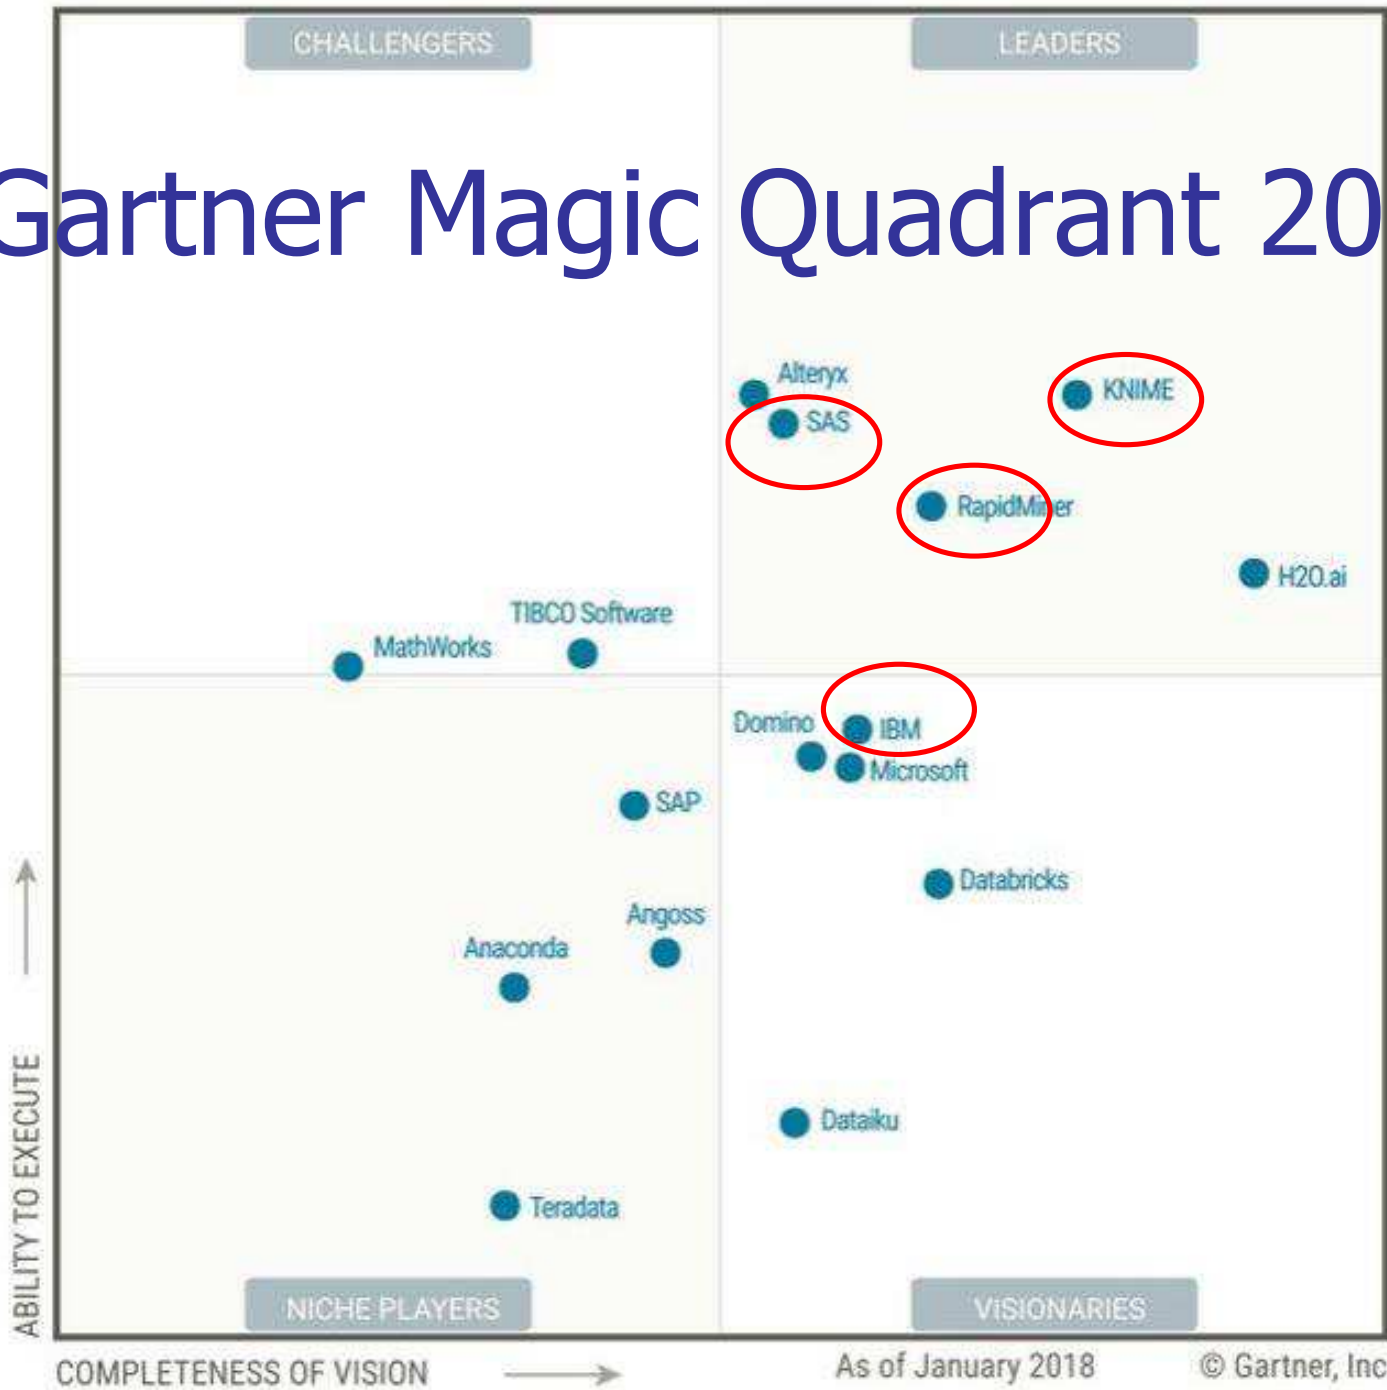 CHALLENGERS
LEADERS
Gartner Magic Quadrant 20
Alteryx
KNIME
SAS
RapidMiner
H2O.ai
TIBCO Software
MathWorks
Domino
IBM
Microsoft
SAP
Databricks
Angoss
Anaconda
Dataiku
Teradata
NICHE PLAYERS
VISIONARIES
ABILITY TO EXECUTE
COMPLETENESS OF VISION
As of January 2018
© Gartner, Inc